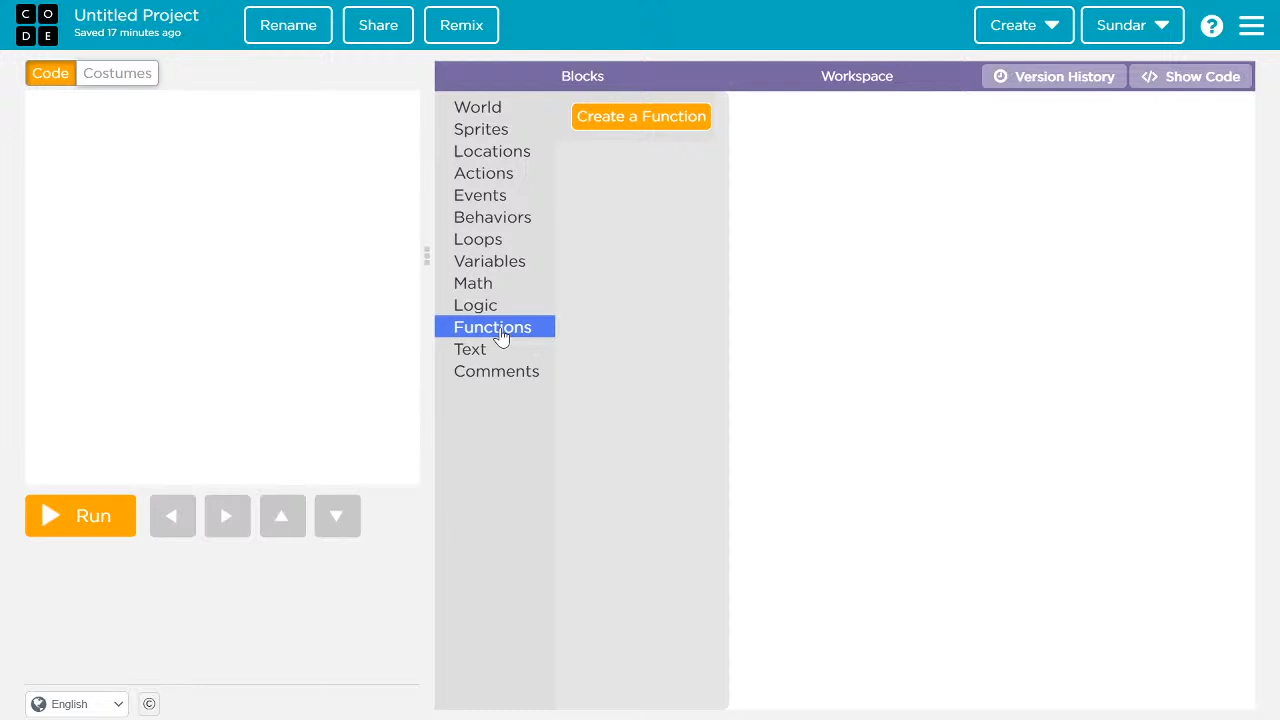 CODE
Untitled Project
Saved 17 minutes ago
Rename
Share
Remix
Create
Sundar
?
Code
Costumes
Blocks
Workspace
Version History
</> Show Code
World
Sprites
Locations
Actions
Events
Behaviors
Loops
Variables
Math
Logic
Functions
Text
Comments
Create a Function
Run
English
©